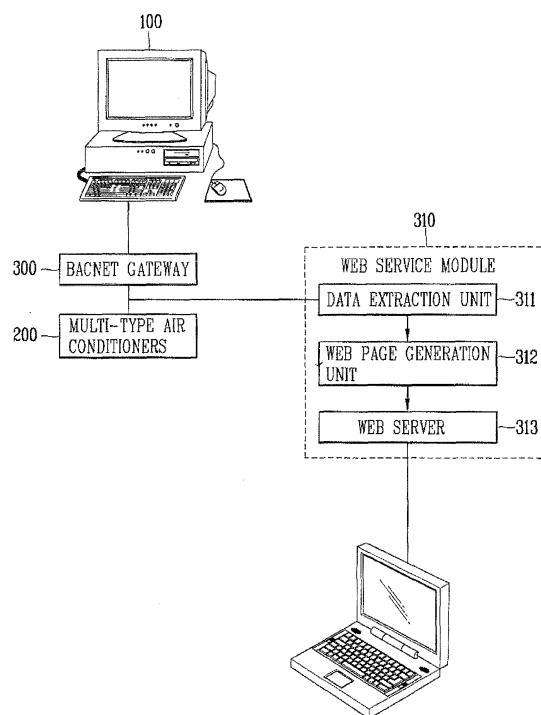 100
310
WEB SERVICE MODULE
300
BACNET GATEWAY
DATA EXTRACTION UNIT
311
200
MULTI-TYPE AIR
CONDITIONERS
WEB PAGE GENERATION
UNIT
312
WEB SERVER
313